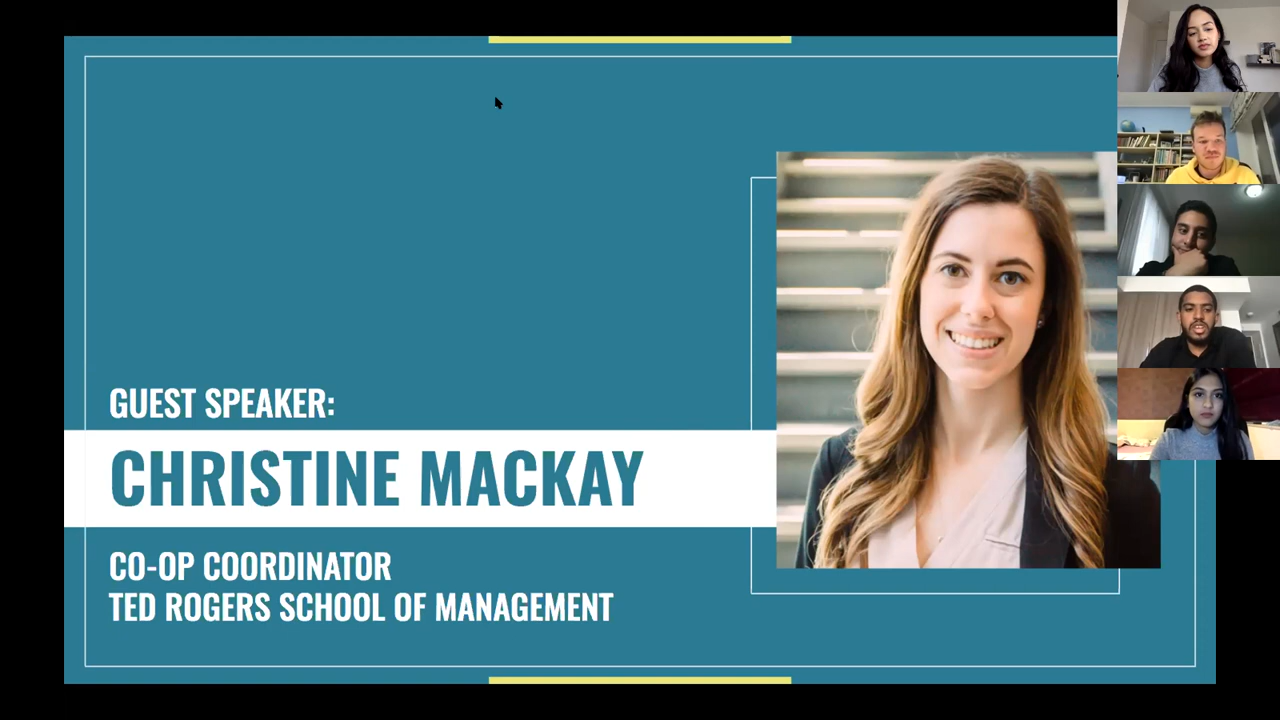 GUEST SPEAKER:
CHRISTINE MACKAY
CO-OP COORDINATOR
TED ROGERS SCHOOL OF MANAGEMENT